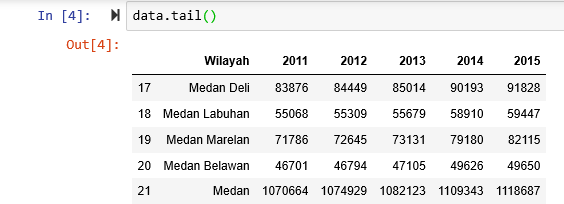 In [4]: data.tail()
Out[4]:
Wilayah 2011 2012 2013 2014 2015
17 Medan Deli 83876 84449 85014 90193 91828
18 Medan Labuhan 55068 55309 55679 58910 59447
19 Medan Marelan 71786 72645 73131 79180 82115
20 Medan Belawan 46701 46794 47105 49626 49650
21 Medan 1070664 1074929 1082123 1109343 1118687